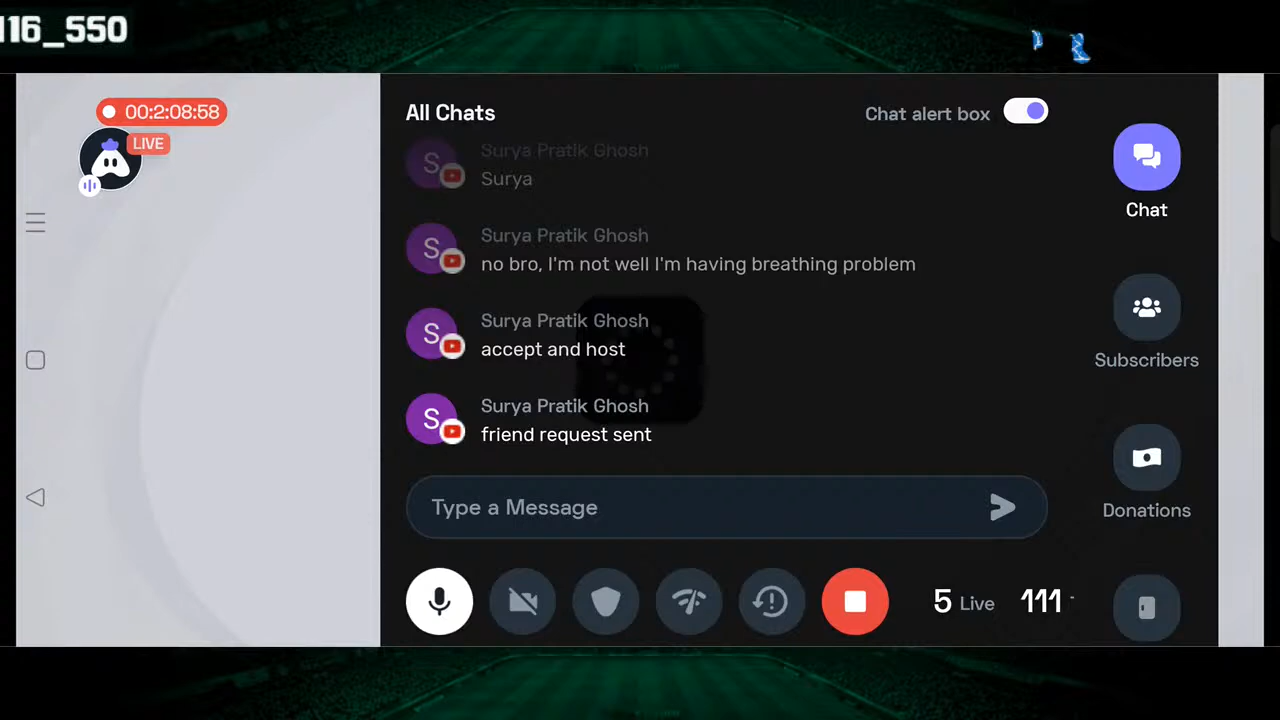 116_550
00:2:08:58
LIVE
All Chats
Chat alert box
Surya Pratik Ghosh
Surya
Surya Pratik Ghosh
no bro, I'm not well I'm having breathing problem
Surya Pratik Ghosh
accept and host
Surya Pratik Ghosh
friend request sent
Type a Message
5 Live
111
Chat
Subscribers
Donations